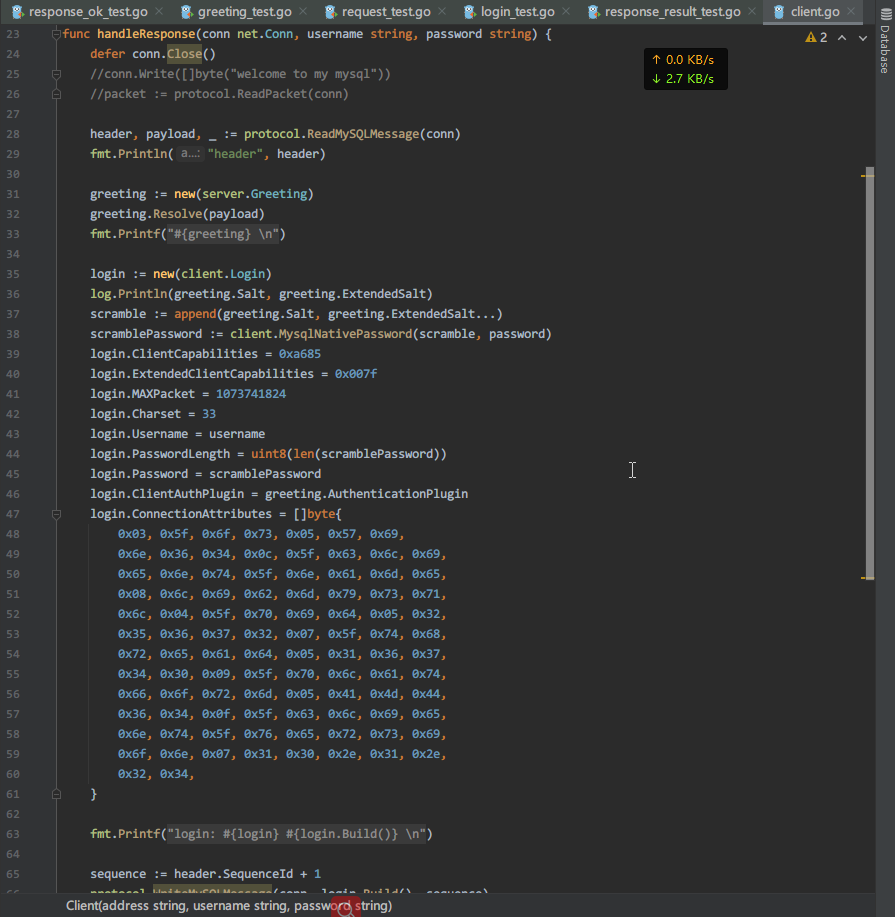 response_ok_test.go × greeting_test.go × request_test.go × login_test.go × response_result_test.go × client.go ×
Database
2
↑ 0.0 KB/s
↓ 2.7 KB/s
23 func handleResponse(conn net.Conn, username string, password string) {
24 defer conn.Close()
25 //conn.Write([]byte("welcome to my mysql"))
26 //packet := protocol.ReadPacket(conn)
27
28 header, payload, _ := protocol.ReadMySQLMessage(conn)
29 fmt.Println( a...: "header", header)
30
31 greeting := new(server.Greeting)
32 greeting.Resolve(payload)
33 fmt.Printf("#{greeting} \n")
34
35 login := new(client.Login)
36 log.Println(greeting.Salt, greeting.ExtendedSalt)
37 scramble := append(greeting.Salt, greeting.ExtendedSalt...)
38 scramblePassword := client.MysqlNativePassword(scramble, password)
39 login.ClientCapabilities = 0xa685
40 login.ExtendedClientCapabilities = 0x007f
41 login.MAXPacket = 1073741824
42 login.Charset = 33
43 login.Username = username
44 login.PasswordLength = uint8(len(scramblePassword))
45 login.Password = scramblePassword
46 login.ClientAuthPlugin = greeting.AuthenticationPlugin
47 login.ConnectionAttributes = []byte{
48 0x03, 0x5f, 0x6f, 0x73, 0x05, 0x57, 0x69,
49 0x6e, 0x36, 0x34, 0x0c, 0x5f, 0x63, 0x6c, 0x69,
50 0x65, 0x6e, 0x74, 0x5f, 0x6e, 0x61, 0x6d, 0x65,
51 0x08, 0x6c, 0x69, 0x62, 0x6d, 0x79, 0x73, 0x71,
52 0x6c, 0x04, 0x5f, 0x70, 0x69, 0x64, 0x05, 0x32,
53 0x35, 0x36, 0x37, 0x32, 0x07, 0x5f, 0x74, 0x68,
54 0x72, 0x65, 0x61, 0x64, 0x05, 0x31, 0x36, 0x37,
55 0x34, 0x30, 0x09, 0x5f, 0x70, 0x6c, 0x61, 0x74,
56 0x66, 0x6f, 0x72, 0x6d, 0x05, 0x41, 0x4d, 0x44,
57 0x36, 0x34, 0x0f, 0x5f, 0x63, 0x6c, 0x69, 0x65,
58 0x6e, 0x74, 0x5f, 0x76, 0x65, 0x72, 0x73, 0x69,
59 0x6f, 0x6e, 0x07, 0x31, 0x30, 0x2e, 0x31, 0x2e,
60 0x32, 0x34,
61 }
62
63 fmt.Printf("login: #{login} #{login.Build()} \n")
64
65 sequence := header.SequenceId + 1
66 protocol.WriteMySQLMessage(conn, login.Build(), sequence)
Client(address string, username string, password string)